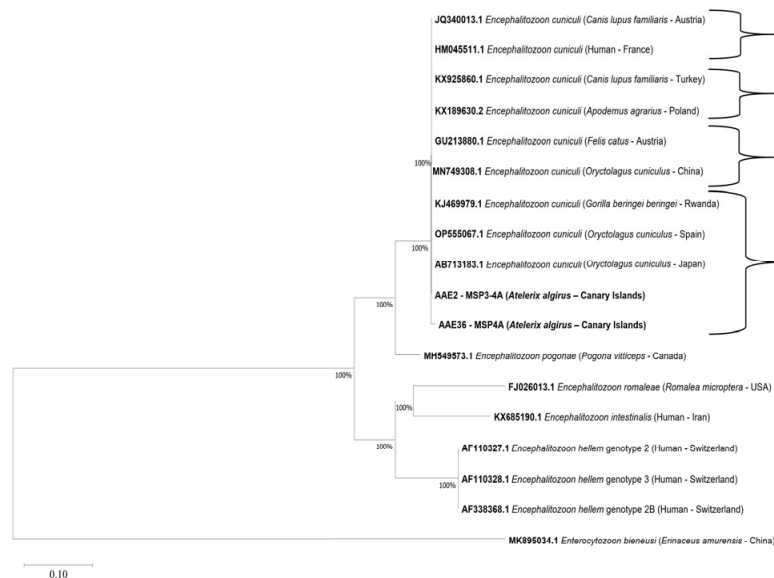 JQ340013.1 Encephalitozoon cuniculi (Canis lupus familiaris - Austria)
HM045511.1 Encephalitozoon cuniculi (Human - France)
KX925860.1 Encephalitozoon cuniculi (Canis lupus familiaris - Turkey)
KX189630.2 Encephalitozoon cuniculi (Apodemus agrarius - Poland)
GU213880.1 Encephalitozoon cuniculi (Felis catus - Austria)
100%
MN749308.1 Encephalitozoon cuniculi (Oryctolagus cuniculus - China)
KJ469979.1 Encephalitozoon cuniculi (Gorilla beringei beringei - Rwanda)
OP555067.1 Encephalitozoon cuniculi (Oryctolagus cuniculus - Spain)
100%
AB713183.1 Encephalitozoon cuniculi (Oryctolagus cuniculus - Japan)
AAE2 - MSP3-4A (Atelerix algirus – Canary Islands)
100%
AAE36 - MSP4A (Atelerix algirus – Canary Islands)
MH549573.1 Encephalitozoon pogonae (Pogona vitticeps - Canada)
100%
FJ026013.1 Encephalitozoon romaleae (Romalea microptera - USA)
100%
KX685190.1 Encephalitozoon intestinalis (Human - Iran)
100%
AF110327.1 Encephalitozoon hellem genotype 2 (Human - Switzerland)
AF110328.1 Encephalitozoon hellem genotype 3 (Human - Switzerland)
100%
AF338368.1 Encephalitozoon hellem genotype 2B (Human - Switzerland)
MK895034.1 Enterocytozoon bieneusi (Erinaceus amurensis - China)
0.10